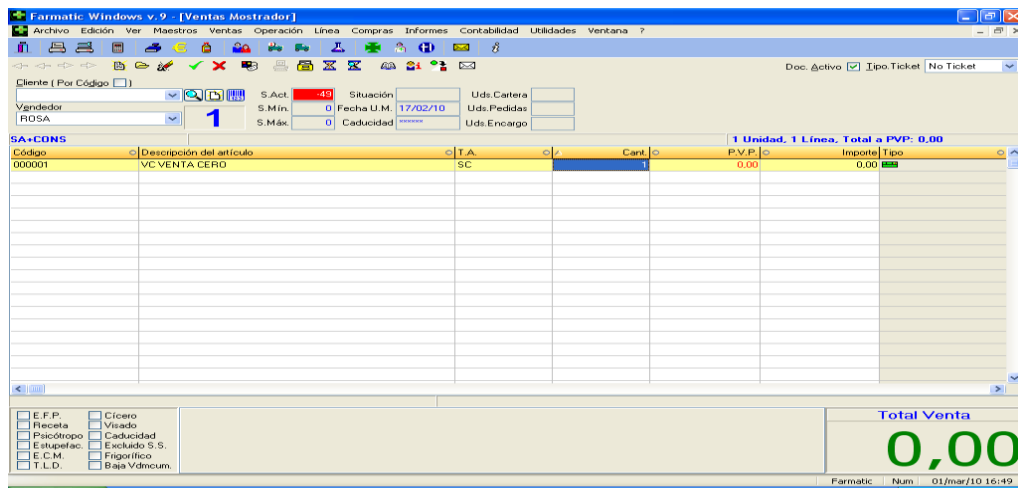 Farmatic Windows v. 9 - [Ventas Mostrador]
Archivo Edición Ver Maestros Ventas Operación Línea Compras Informes Contabilidad Utilidades Ventana ?
Doc. Activo Tipo.Ticket No Ticket
Cliente ( Por Código )
S.Act. -49 Situación Uds.Cartera
Vendedor
1
S.Mín. 0 Fecha U.M. 17/02/10 Uds.Pedidas
ROSA
S.Máx. 0 Caducidad ****** Uds.Encargo
SA+CONS 1 Unidad, 1 Línea, Total a PVP: 0,00
Código Descripción del artículo T.A. Cant. P.V.P. Importe Tipo
000001 VC VENTA CERO SC 1 0,00 0,00
E.F.P. Cícero
Receta Visado
Psicótropo Caducidad
Estupefac. Excluido S.S.
E.C.M. Frigorífico
T.L.D. Baja Vdmcum.
Total Venta
0,00
Farmatic Num 01/mar/10 16:49